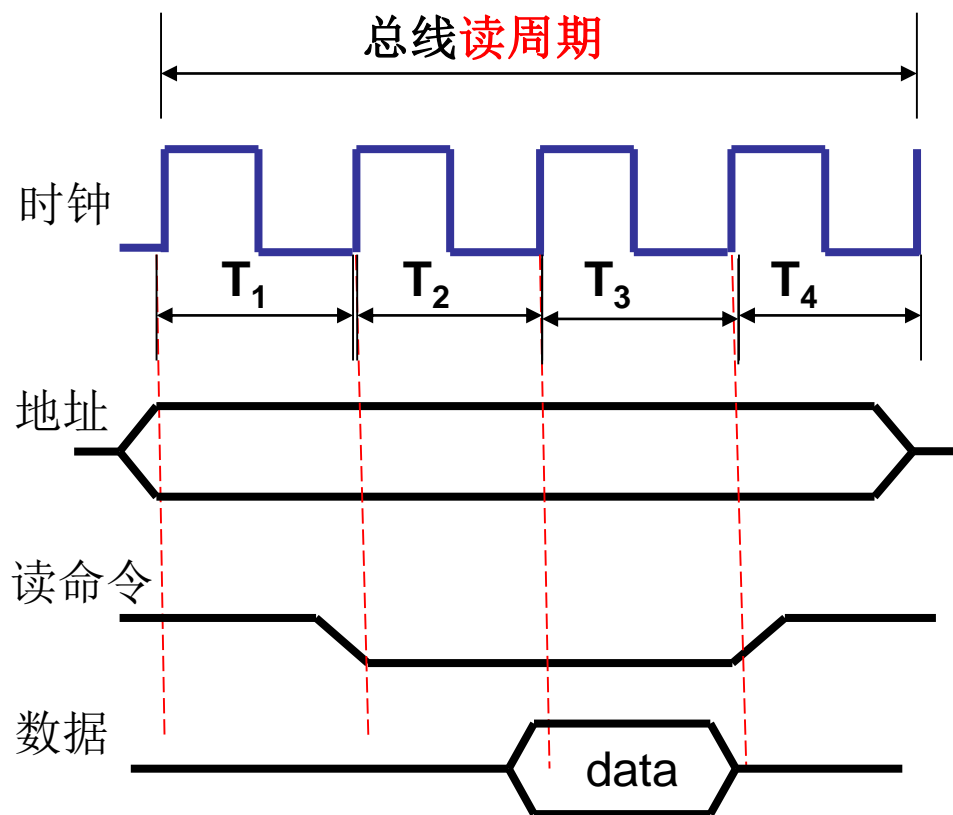 总线读周期
时钟
T₁ T₂ T₃ T₄
地址
读命令
数据
data